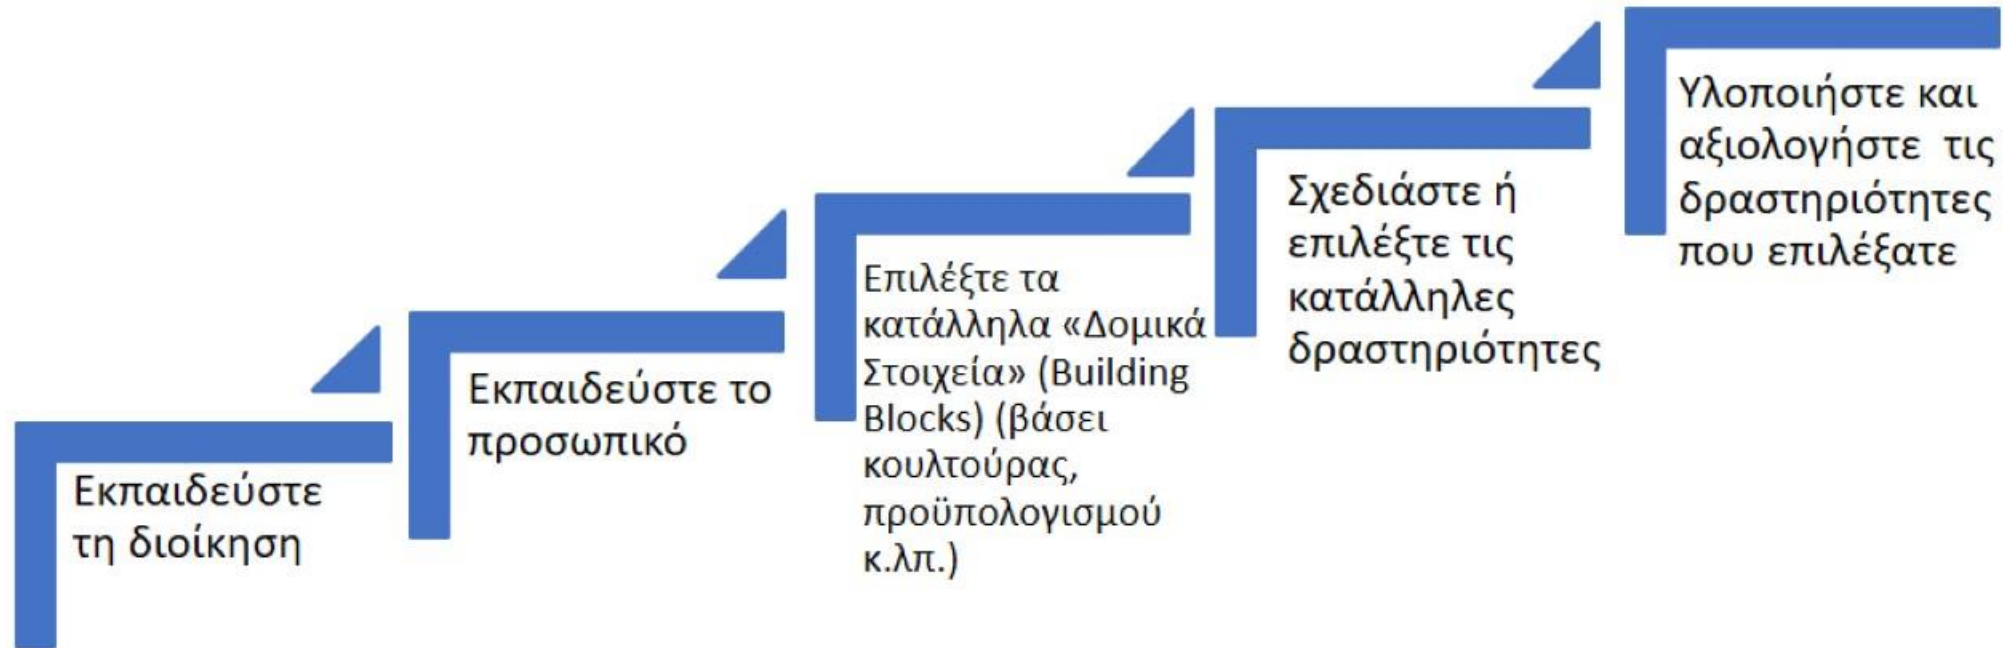 Εκπαιδεύστε
τη διοίκηση
Εκπαιδεύστε το
προσωπικό
Επιλέξτε τα
κατάλληλα «Δομικά
Στοιχεία» (Building
Blocks) (βάσει
κουλτούρας,
προϋπολογισμού
κ.λπ.)
Σχεδιάστε ή
επιλέξτε τις
κατάλληλες
δραστηριότητες
Υλοποιήστε και
αξιολογήστε τις
δραστηριότητες
που επιλέξατε